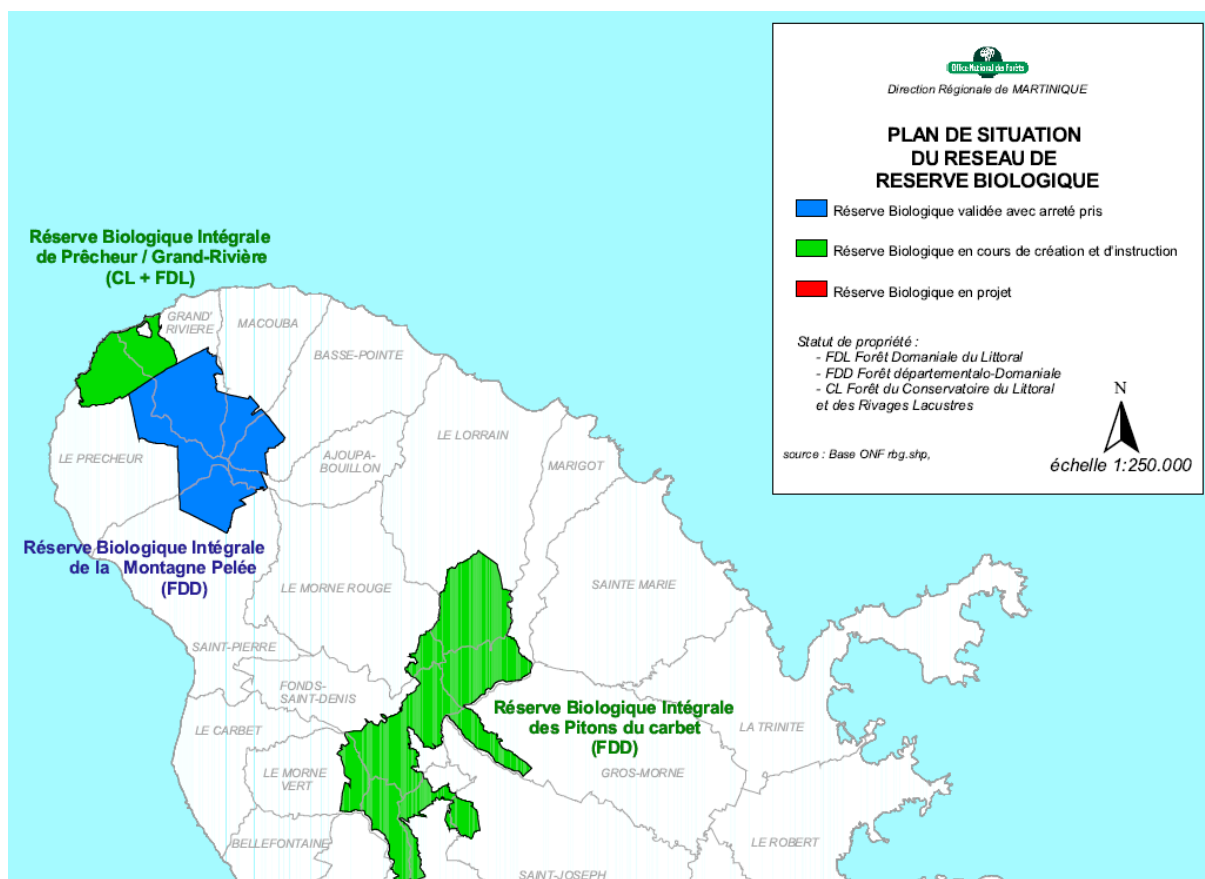 Office National des Forêts
Direction Régionale de MARTINIQUE
PLAN DE SITUATION
DU RESEAU DE
RESERVE BIOLOGIQUE
Réserve Biologique validée avec arreté pris
Réserve Biologique en cours de création et d'instruction
Réserve Biologique en projet
Statut de propriété :
- FDL Forêt Domaniale du Littoral
- FDD Forêt départementalo-Domaniale
- CL Forêt du Conservatoire du Littoral
et des Rivages Lacustres
N
source : Base ONF rbg.shp,
échelle 1:250.000
Réserve Biologique Intégrale
de Prêcheur / Grand-Rivière
(CL + FDL)
GRAND'
RIVIERE
MACOUBA
BASSE-POINTE
LE PRECHEUR
AJOUPA-
BOUILLON
LE LORRAIN
MARIGOT
Réserve Biologique Intégrale
de la Montagne Pelée
(FDD)
LE MORNE ROUGE
SAINTE MARIE
SAINT-PIERRE
FONDS-
SAINT-DENIS
Réserve Biologique Intégrale
des Pitons du carbet
(FDD)
LE CARBET
LA TRINITE
LE MORNE
VERT
GROS-MORNE
BELLEFONTAINE
LE ROBERT
SAINT-JOSEPH